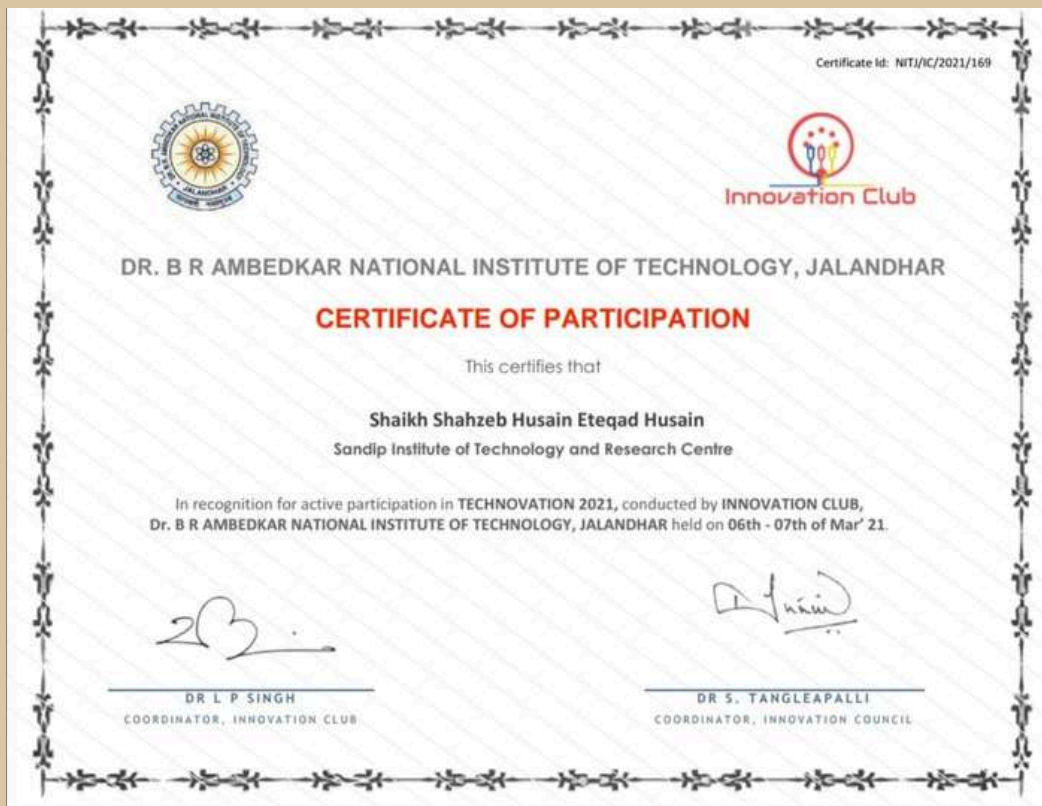 Certificate Id: NITJ/IC/2021/169
Innovation Club
DR. B R AMBEDKAR NATIONAL INSTITUTE OF TECHNOLOGY, JALANDHAR
CERTIFICATE OF PARTICIPATION
This certifies that
Shaikh Shahzeb Husain Eteqad Husain
Sandip Institute of Technology and Research Centre
In recognition for active participation in TECHNOVATION 2021, conducted by INNOVATION CLUB,
Dr. B R AMBEDKAR NATIONAL INSTITUTE OF TECHNOLOGY, JALANDHAR held on 06th - 07th of Mar' 21.
DR L P SINGH
COORDINATOR, INNOVATION CLUB
DR S. TANGLEAPALLI
COORDINATOR, INNOVATION COUNCIL